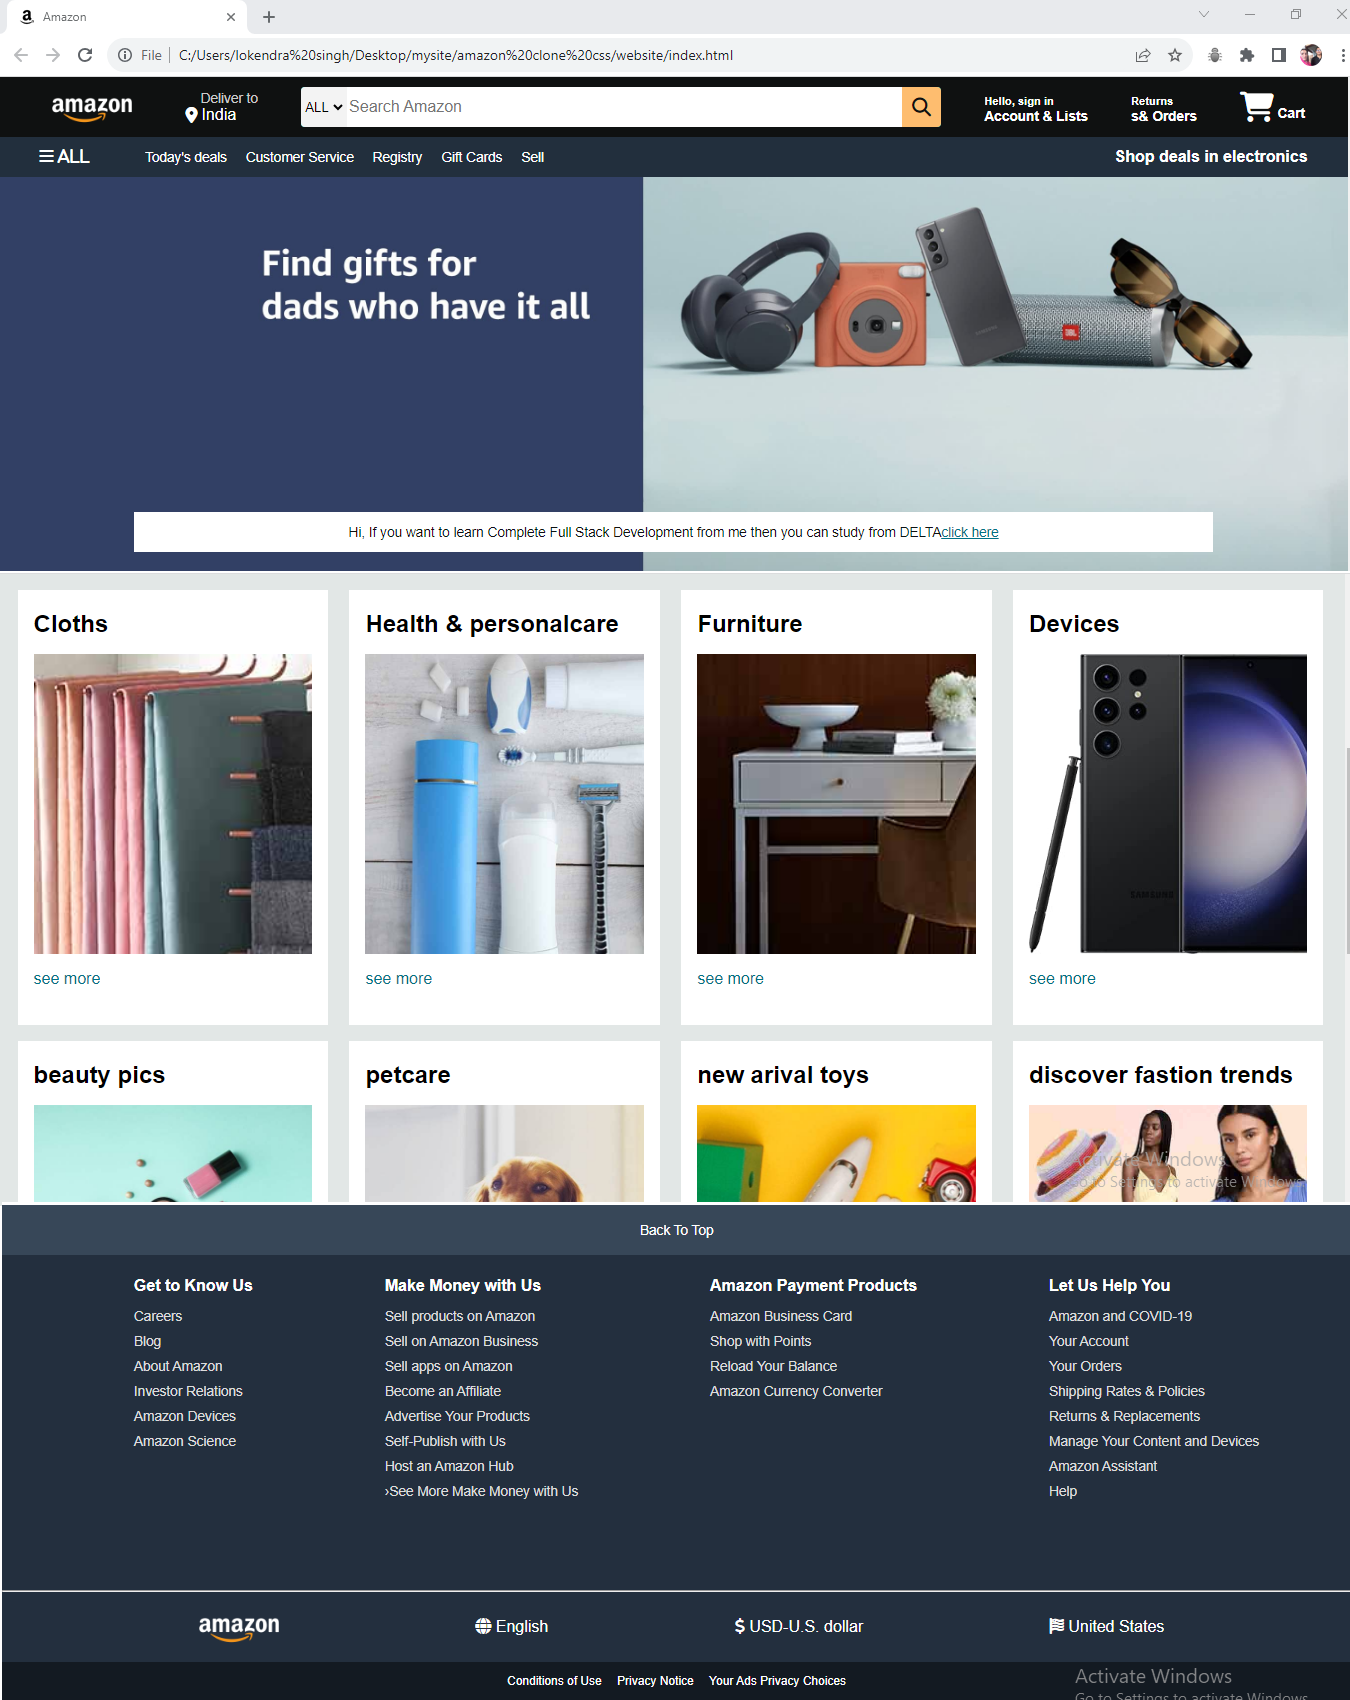 Amazon
File
C:/Users/lokendra%20singh/Desktop/mysite/amazon%20clone%20css/website/index.html
amazon
Deliver to
India
ALL
Search Amazon
Hello, sign in
Account & Lists
Returns
s& Orders
Cart
ALL
Today's deals
Customer Service
Registry
Gift Cards
Sell
Shop deals in electronics
Find gifts for
dads who have it all
SAMSUNG
JBL
Hi, If you want to learn Complete Full Stack Development from me then you can study from DELTAclick here
Cloths
Health & personalcare
Furniture
Devices
SAMSUNG
see more
see more
see more
see more
beauty pics
petcare
new arival toys
discover fastion trends
Activate Windows
Go to Settings to activate Windows.
Back To Top
Get to Know Us
Careers
Blog
About Amazon
Investor Relations
Amazon Devices
Amazon Science
Make Money with Us
Sell products on Amazon
Sell on Amazon Business
Sell apps on Amazon
Become an Affiliate
Advertise Your Products
Self-Publish with Us
Host an Amazon Hub
›See More Make Money with Us
Amazon Payment Products
Amazon Business Card
Shop with Points
Reload Your Balance
Amazon Currency Converter
Let Us Help You
Amazon and COVID-19
Your Account
Your Orders
Shipping Rates & Policies
Returns & Replacements
Manage Your Content and Devices
Amazon Assistant
Help
amazon
English
$ USD-U.S. dollar
United States
Conditions of Use
Privacy Notice
Your Ads Privacy Choices
Activate Windows
Go to Settings to activate Windows.